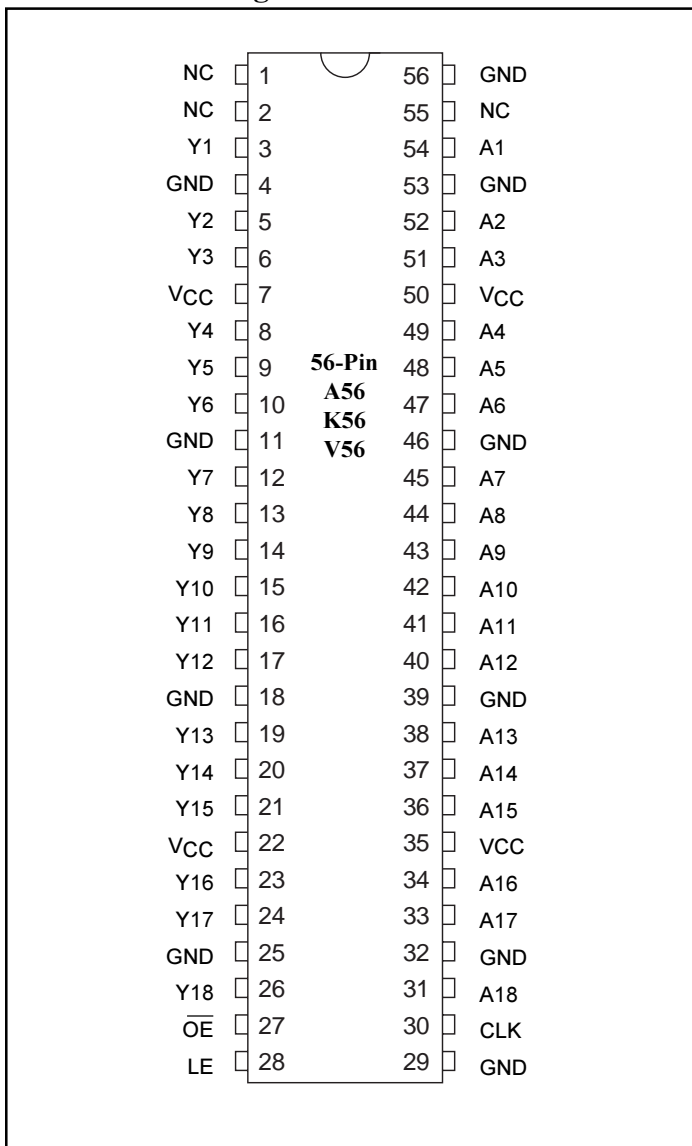 NC 1 56 GND
NC 2 55 NC
Y1 3 54 A1
GND 4 53 GND
Y2 5 52 A2
Y3 6 51 A3
VCC 7 50 VCC
Y4 8 49 A4
Y5 9 56-Pin 48 A5
A56
Y6 10 47 A6
K56
GND 11 V56 46 GND
Y7 12 45 A7
Y8 13 44 A8
Y9 14 43 A9
Y10 15 42 A10
Y11 16 41 A11
Y12 17 40 A12
GND 18 39 GND
Y13 19 38 A13
Y14 20 37 A14
Y15 21 36 A15
VCC 22 35 VCC
Y16 23 34 A16
Y17 24 33 A17
GND 25 32 GND
Y18 26 31 A18
O̅E̅ 27 30 CLK
LE 28 29 GND